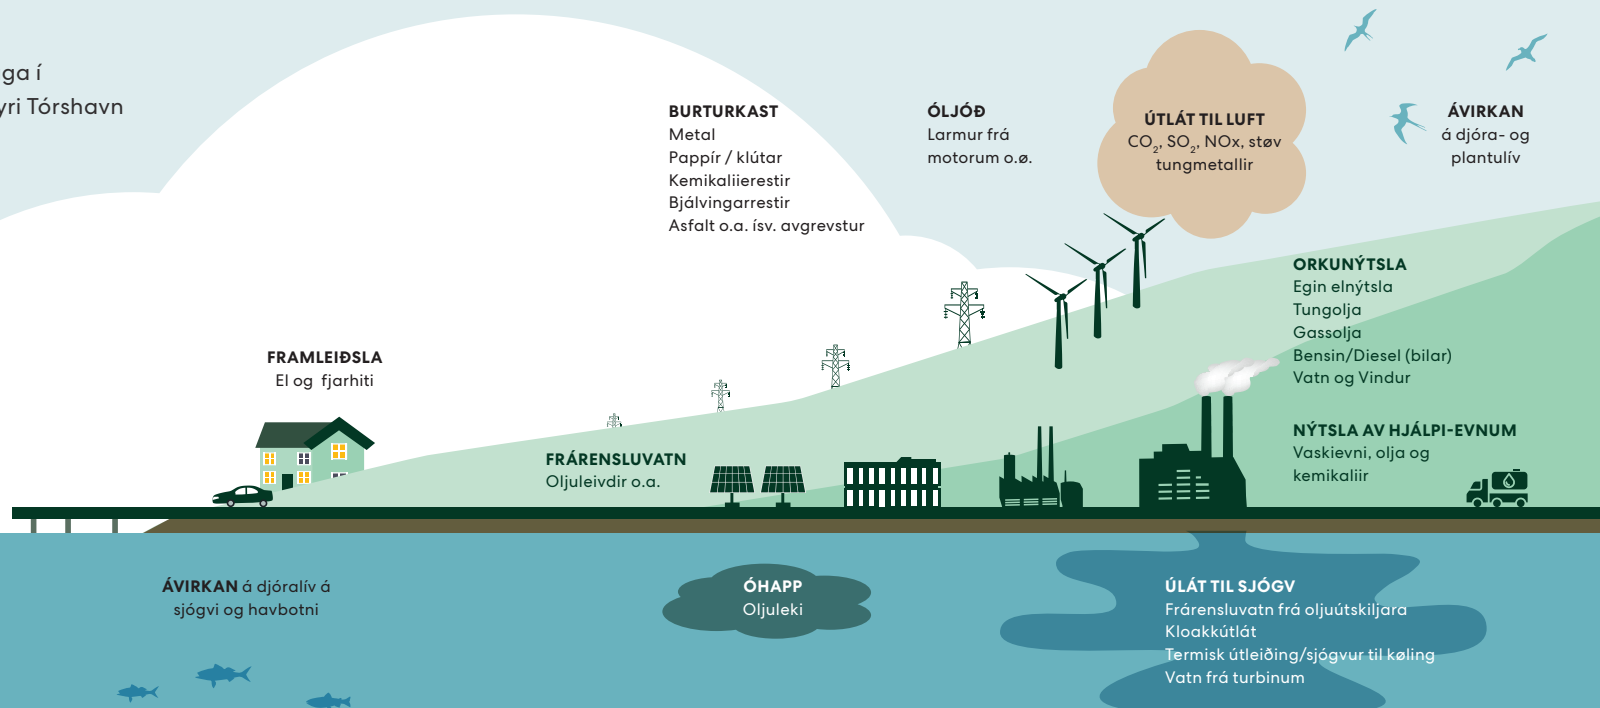 ga í
yri Tórshavn
BURTURKAST
Metal
Pappír / klútar
Kemikaliierestir
Bjálvingarrestir
Asfalt o.a. ísv. avgrevstur
ÓLJÓÐ
Larmur frá
motorum o.ø.
ÚTLÁT TIL LUFT
CO₂, SO₂, NOx, støv
tungmetallir
ÁVIRKAN
á djóra- og
plantulív
ORKUNÝTSLA
Egin elnýtsla
Tungolja
Gassolja
Bensin/Diesel (bilar)
Vatn og Vindur
FRAMLEIÐSLA
El og fjarhiti
NÝTSLA AV HJÁLPI-EVNUM
Vaskievni, olja og
kemikaliir
FRÁRENSLUVATN
Oljuleivdir o.a.
ÁVIRKAN á djóralív á
sjógvi og havbotni
ÓHAPP
Oljuleki
ÚLÁT TIL SJÓGV
Frárensluvatn frá oljuútskiljara
Kloakkútlát
Termisk útleiðing/sjógvur til køling
Vatn frá turbinum